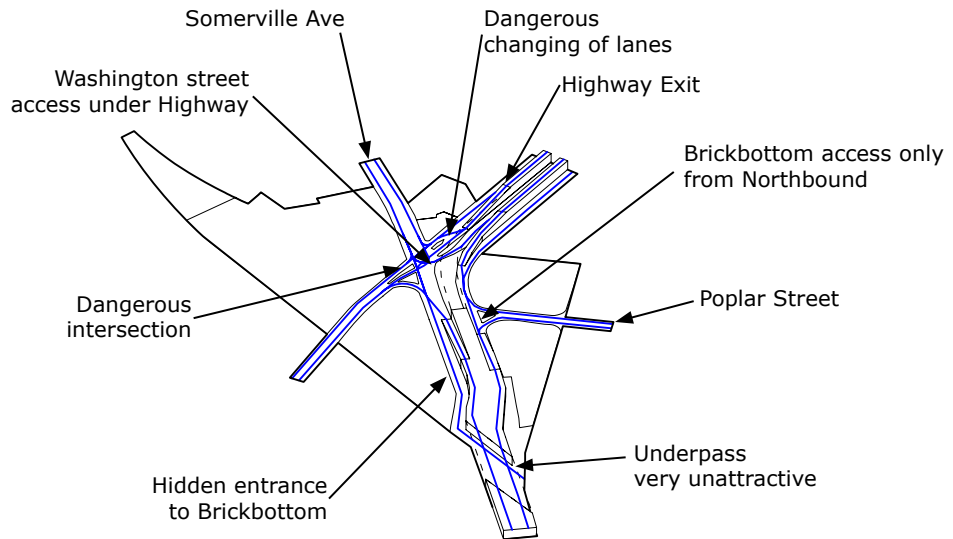 Somerville Ave
Dangerous
changing of lanes
Washington street
access under Highway
Highway Exit
Brickbottom access only
from Northbound
Dangerous
intersection
Poplar Street
Hidden entrance
to Brickbottom
Underpass
very unattractive